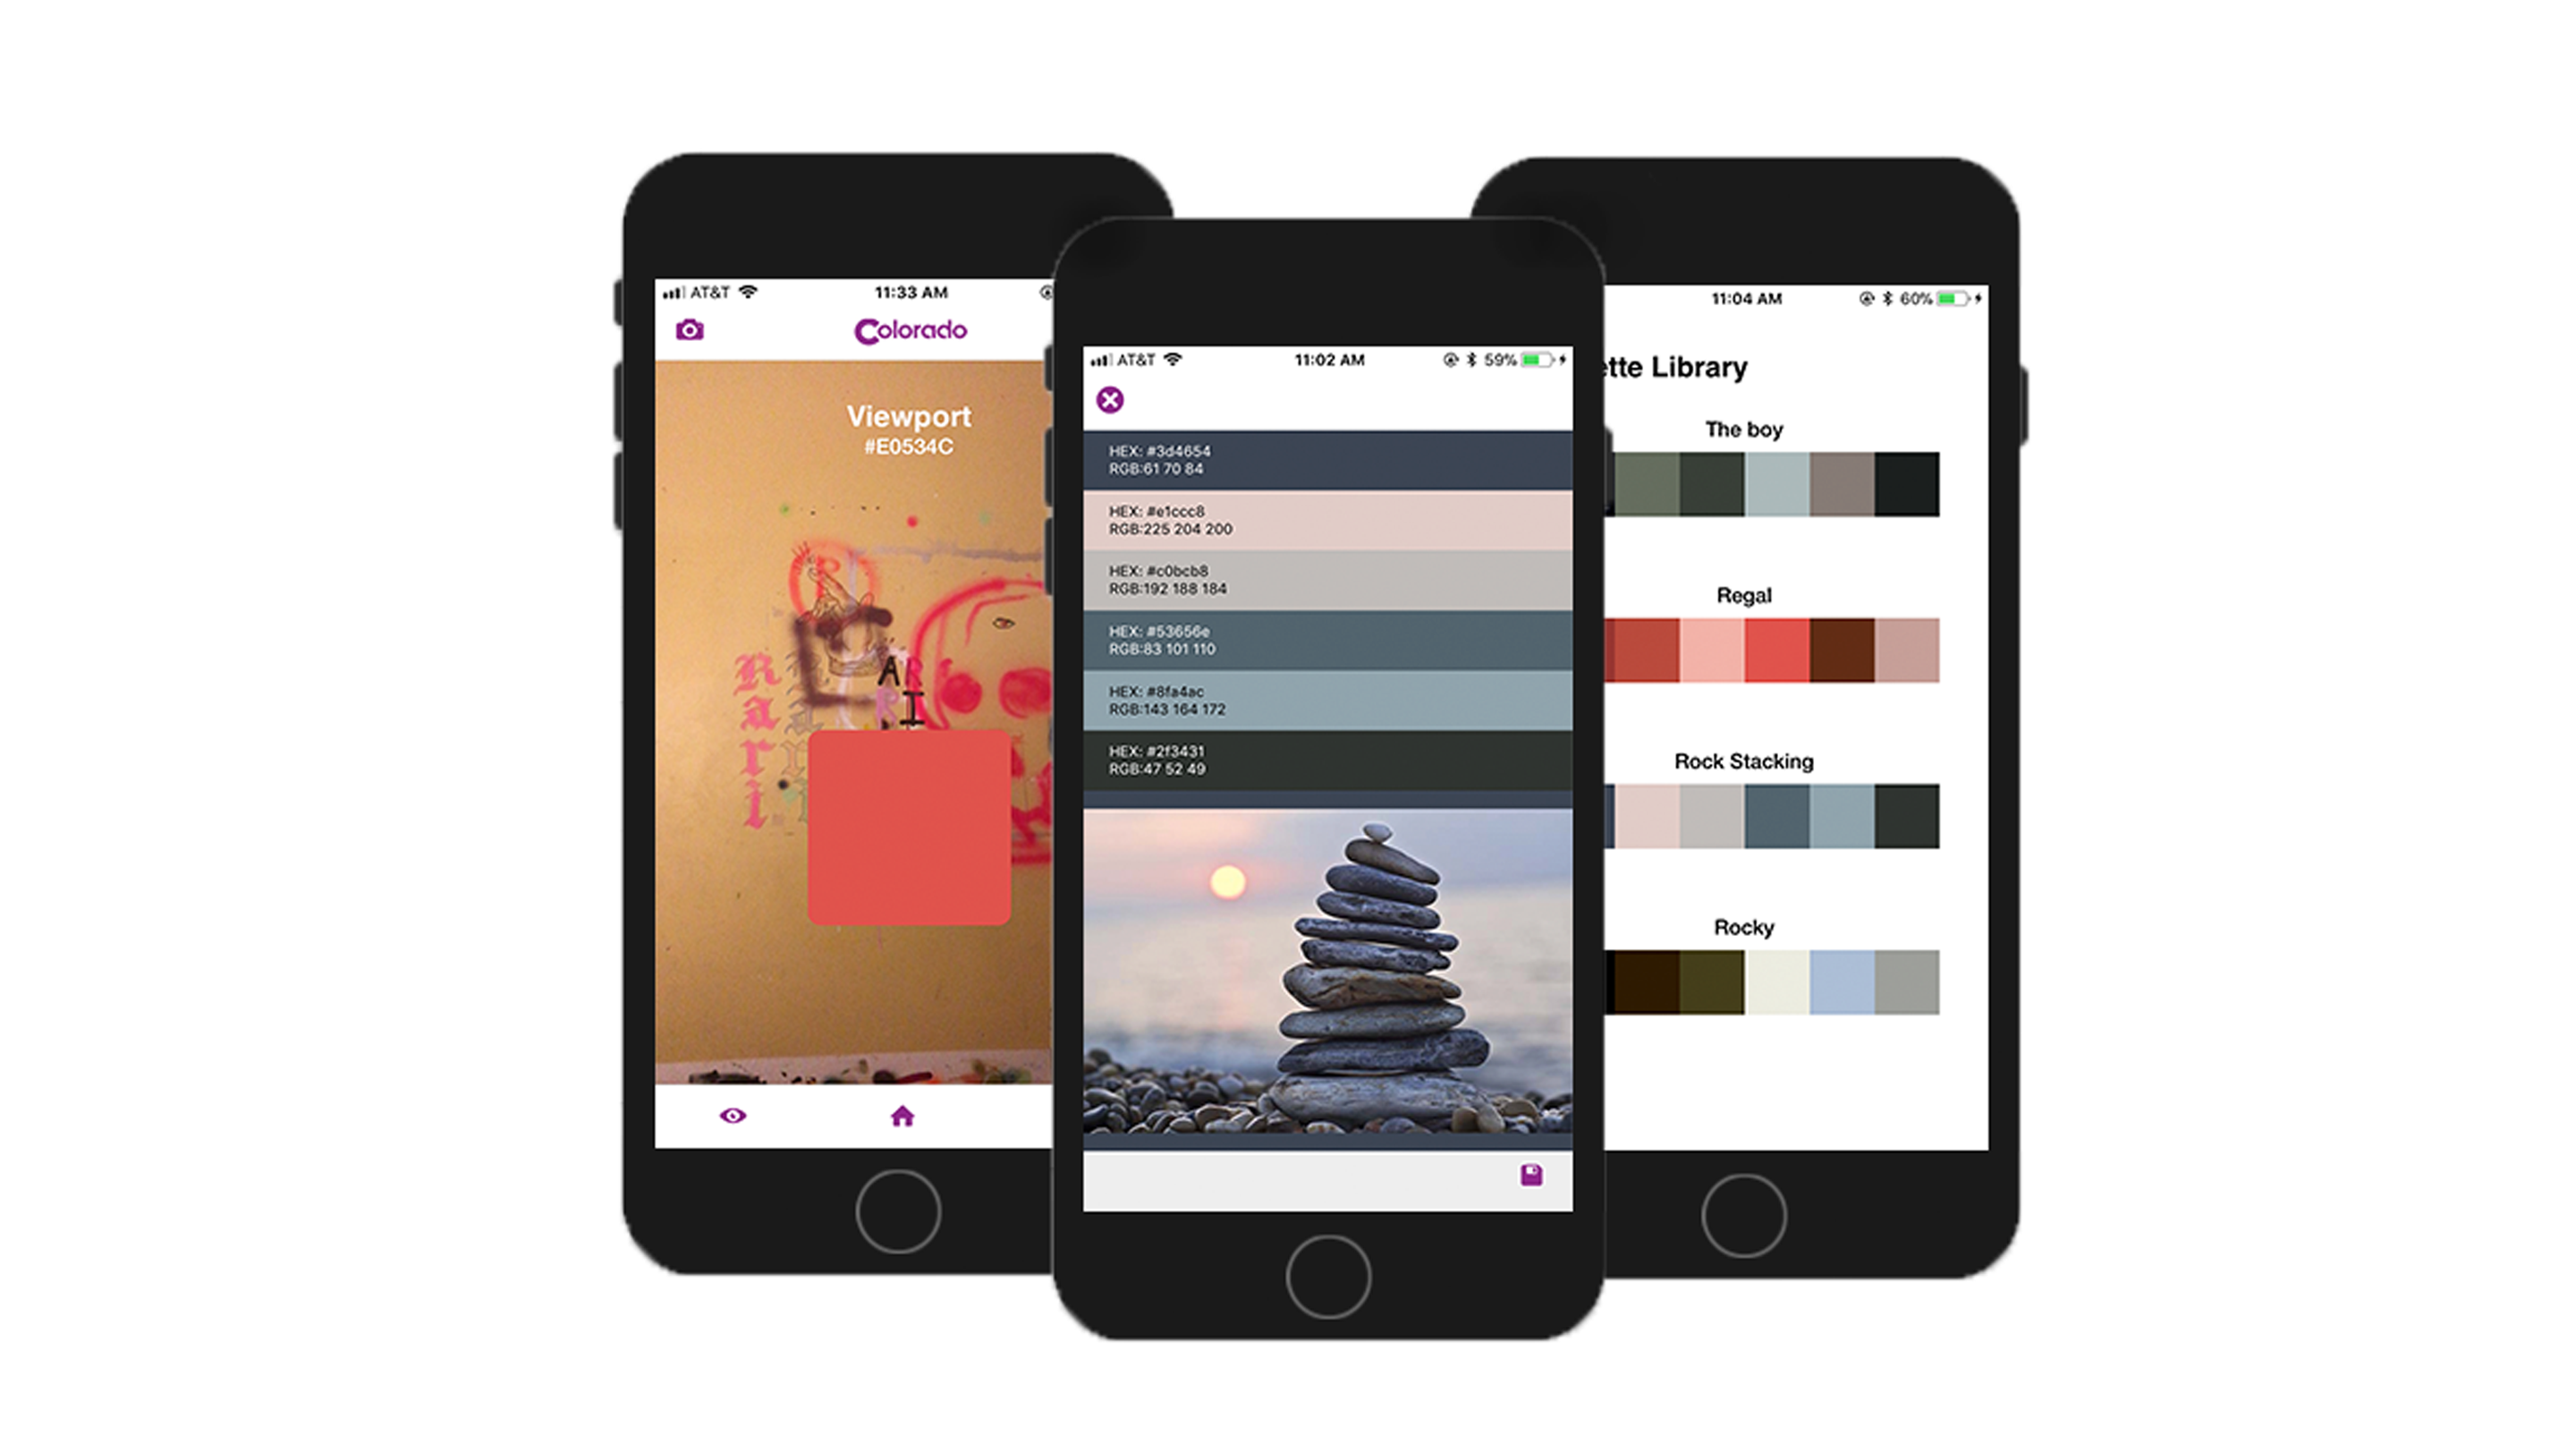 AT&T 11:33 AM
Colorado
Viewport
#E0534C
R
A R
R I
R
a
r
i
AT&T 11:02 AM 59%
HEX: #3d4654
RGB:61 70 84
HEX: #e1ccc8
RGB:225 204 200
HEX: #c0bcb8
RGB:192 188 184
HEX: #53656e
RGB:83 101 110
HEX: #8fa4ac
RGB:143 164 172
HEX: #2f3431
RGB:47 52 49
11:04 AM 60%
ette Library
The boy
Regal
Rock Stacking
Rocky